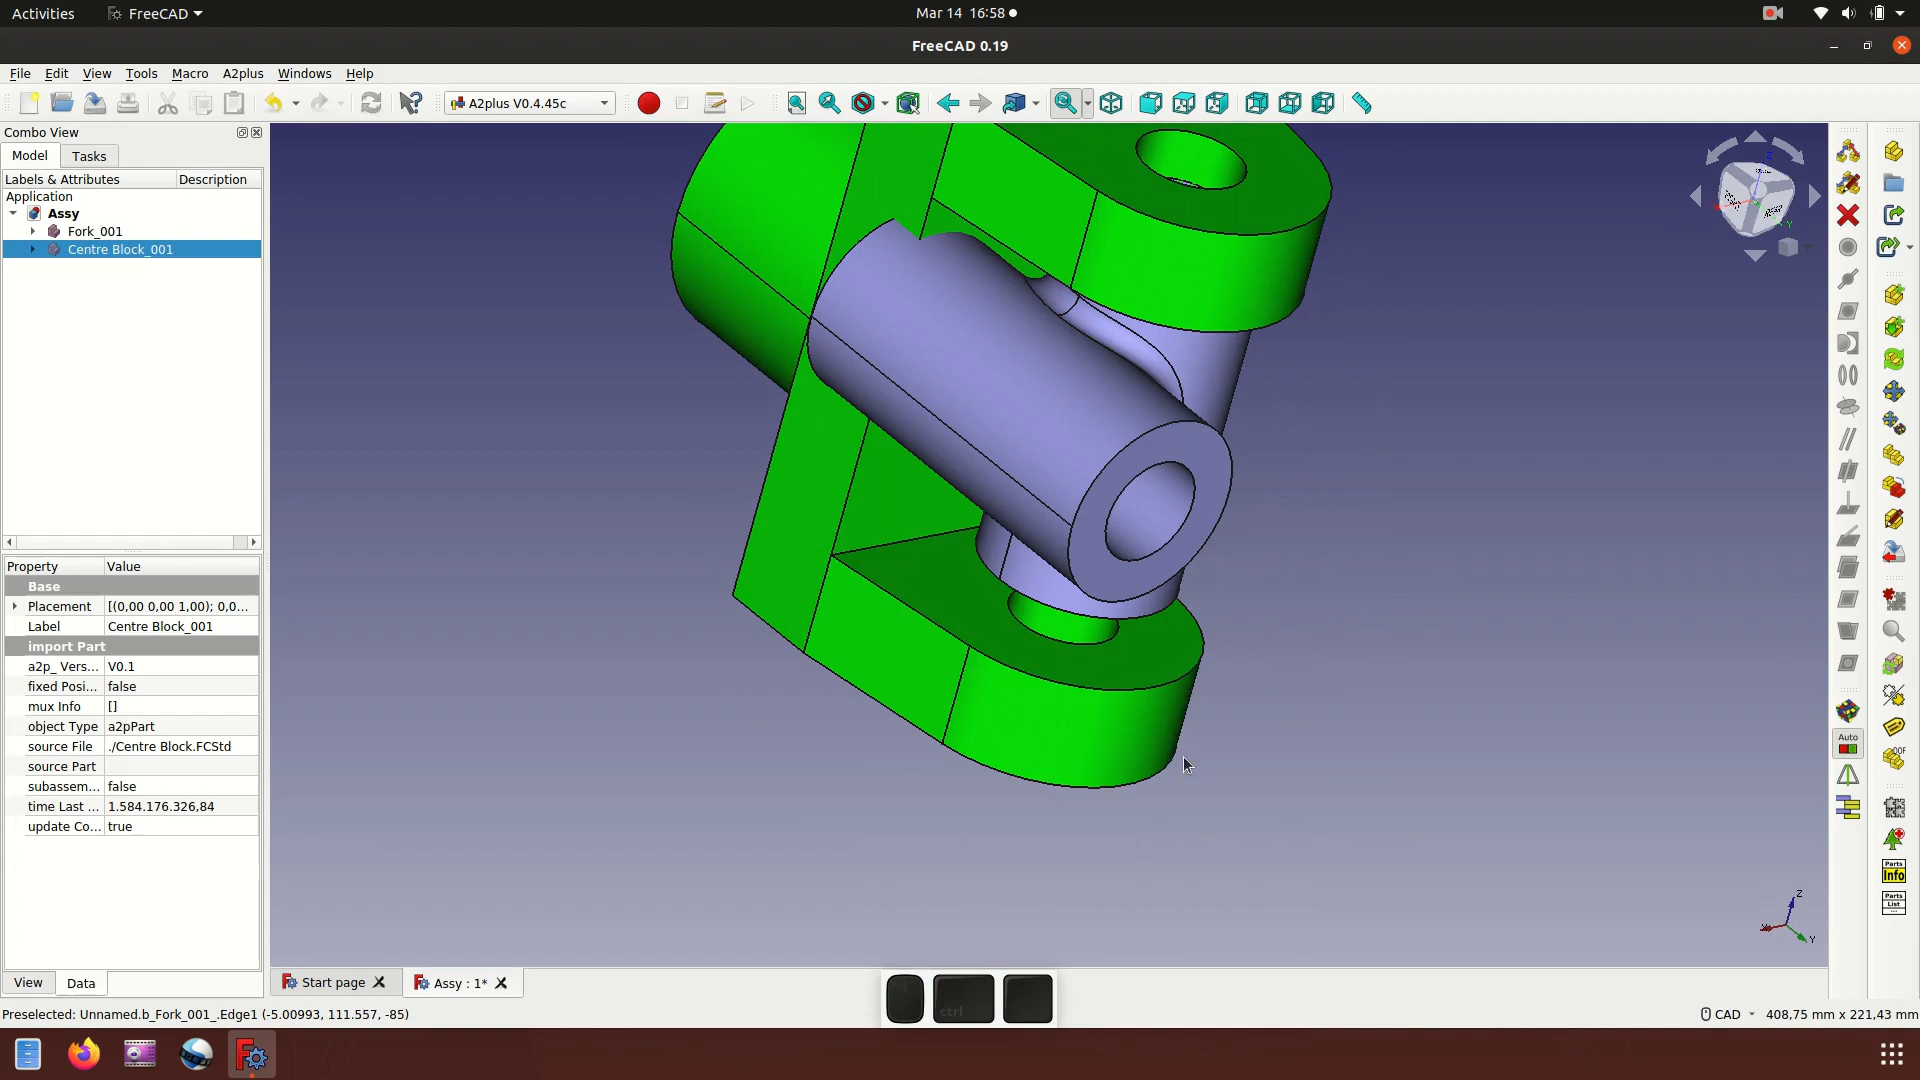 Activities
FreeCAD
Mar 14 16:58
FreeCAD 0.19
File Edit View Tools Macro A2plus Windows Help
A2plus V0.4.45c
Combo View
Model
Tasks
Labels & Attributes
Description
Application
Assy
Fork_001
Centre Block_001
Property
Value
Base
Placement
[(0,00 0,00 1,00); 0,0...
Label
Centre Block_001
import Part
a2p_ Vers...
V0.1
fixed Posi...
false
mux Info
[]
object Type
a2pPart
source File
./Centre Block.FCStd
source Part
subassem...
false
time Last ...
1.584.176.326,84
update Co...
true
View
Data
Start page
Assy : 1*
ctrl
Z
Y
Z
Y
Auto
DOF
Parts
Info
Parts
List
...
Preselected: Unnamed.b_Fork_001_.Edge1 (-5.00993, 111.557, -85)
CAD
408,75 mm x 221,43 mm